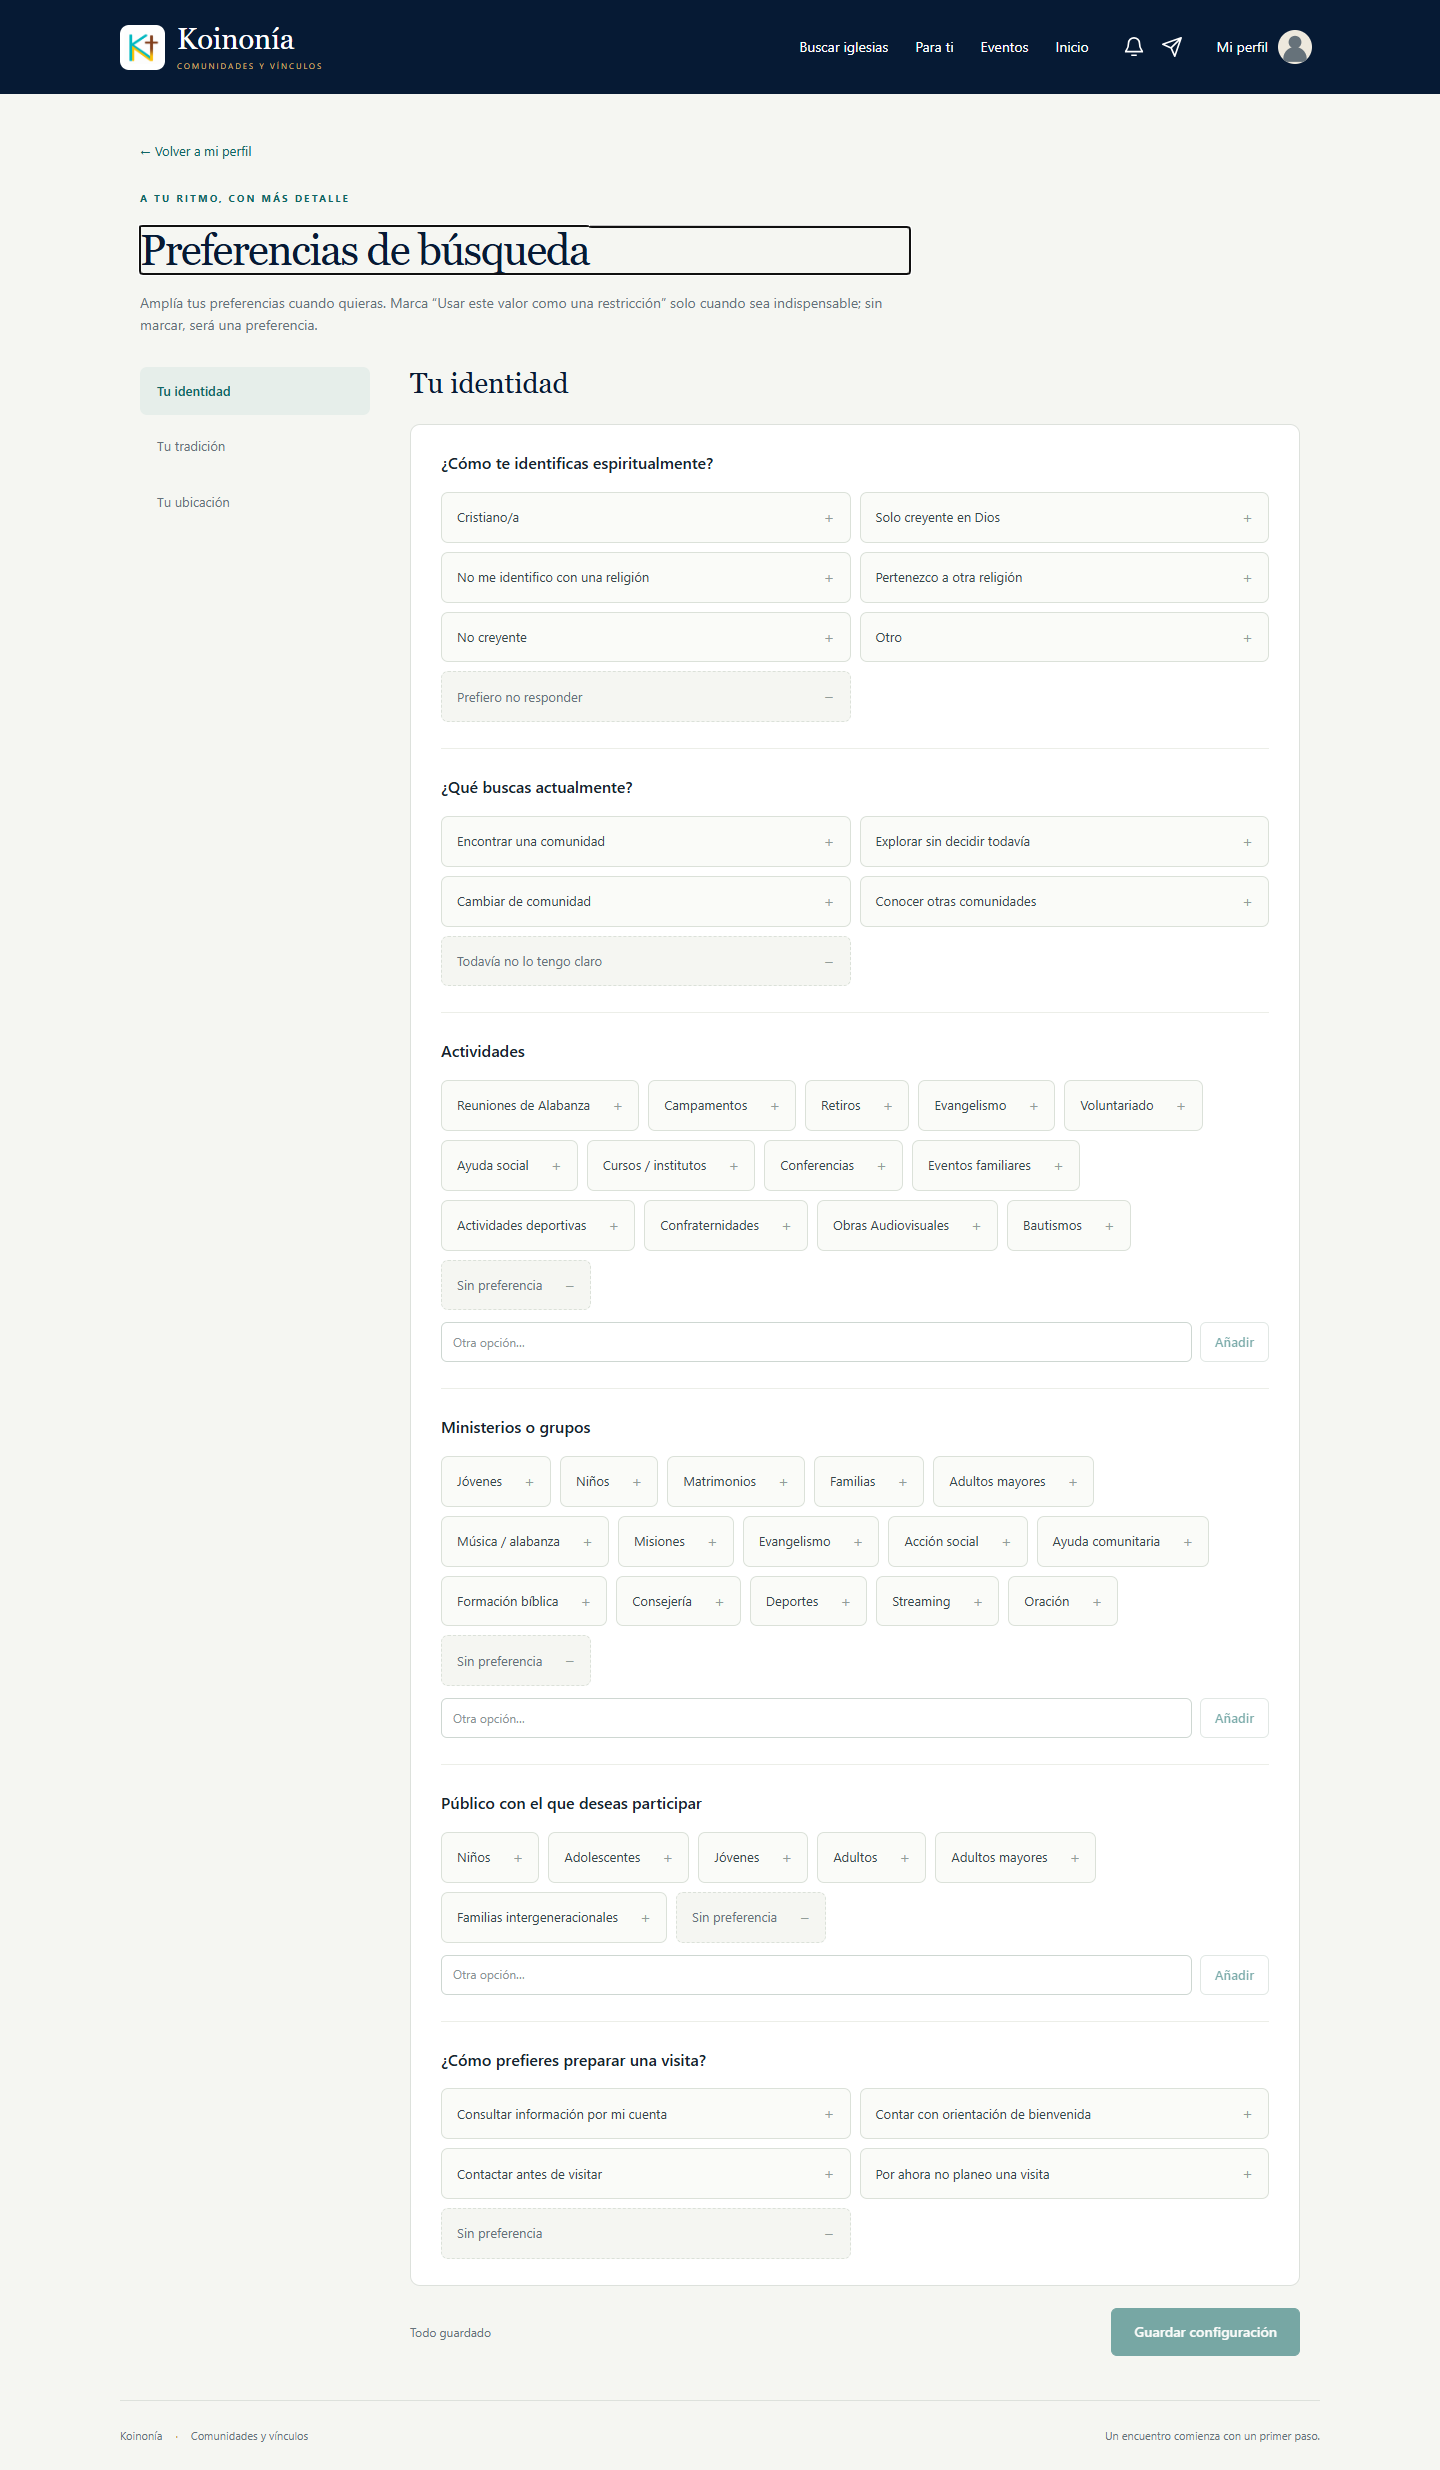 Koinonía
COMUNIDADES Y VÍNCULOS
Buscar iglesias
Para ti
Eventos
Inicio
Mi perfil
← Volver a mi perfil
A TU RITMO, CON MÁS DETALLE
Preferencias de búsqueda
Amplía tus preferencias cuando quieras. Marca “Usar este valor como una restricción” solo cuando sea indispensable; sin
marcar, será una preferencia.
Tu identidad
Tu tradición
Tu ubicación
Tu identidad
¿Cómo te identificas espiritualmente?
Cristiano/a +
Solo creyente en Dios +
No me identifico con una religión +
Pertenezco a otra religión +
No creyente +
Otro +
Prefiero no responder –
¿Qué buscas actualmente?
Encontrar una comunidad +
Explorar sin decidir todavía +
Cambiar de comunidad +
Conocer otras comunidades +
Todavía no lo tengo claro –
Actividades
Reuniones de Alabanza +
Campamentos +
Retiros +
Evangelismo +
Voluntariado +
Ayuda social +
Cursos / institutos +
Conferencias +
Eventos familiares +
Actividades deportivas +
Confraternidades +
Obras Audiovisuales +
Bautismos +
Sin preferencia –
Otra opción...
Añadir
Ministerios o grupos
Jóvenes +
Niños +
Matrimonios +
Familias +
Adultos mayores +
Música / alabanza +
Misiones +
Evangelismo +
Acción social +
Ayuda comunitaria +
Formación bíblica +
Consejería +
Deportes +
Streaming +
Oración +
Sin preferencia –
Otra opción...
Añadir
Público con el que deseas participar
Niños +
Adolescentes +
Jóvenes +
Adultos +
Adultos mayores +
Familias intergeneracionales +
Sin preferencia –
Otra opción...
Añadir
¿Cómo prefieres preparar una visita?
Consultar información por mi cuenta +
Contar con orientación de bienvenida +
Contactar antes de visitar +
Por ahora no planeo una visita +
Sin preferencia –
Todo guardado
Guardar configuración
Koinonía · Comunidades y vínculos
Un encuentro comienza con un primer paso.